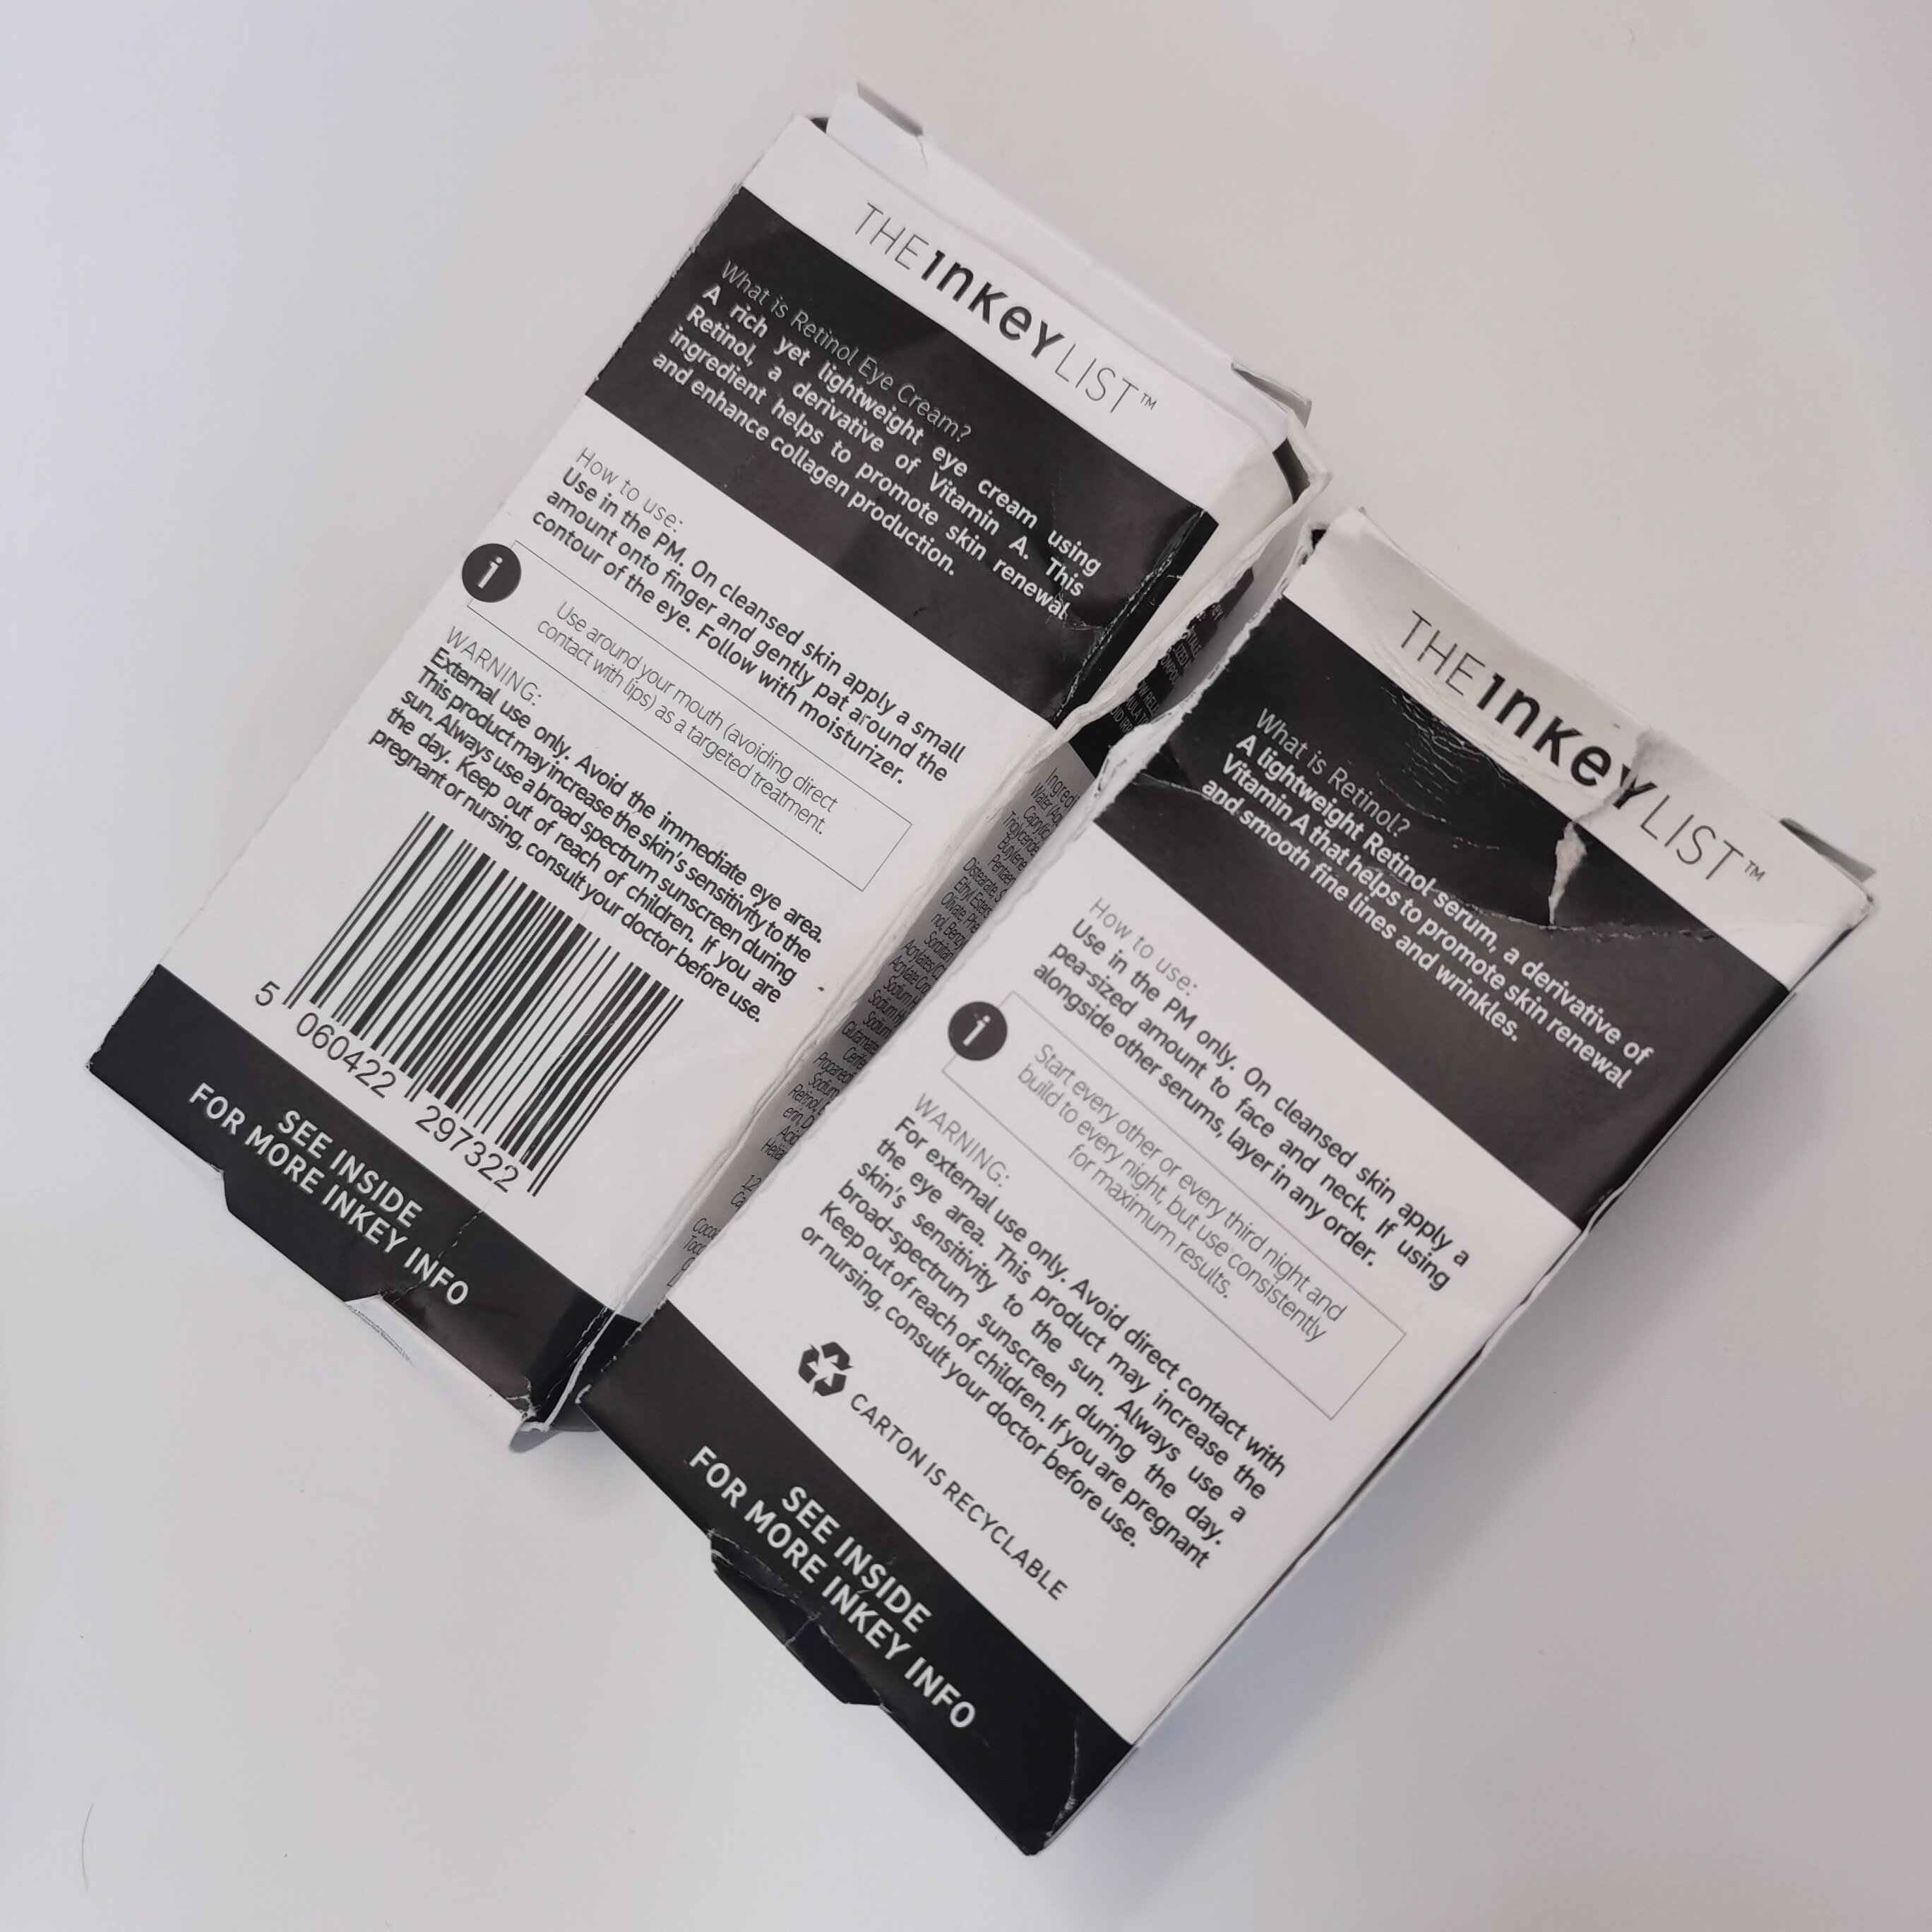 THE INKEY LIST™
What is Retinol Eye Cream?
A rich yet lightweight eye cream using
Retinol, a derivative of Vitamin A. This
ingredient helps to promote skin renewal
and enhance collagen production.
How to use:
Use in the PM. On cleansed skin apply a small
amount onto finger and gently pat around the
contour of the eye. Follow with moisturizer.
i
Use around your mouth (avoiding direct
contact with lips) as a targeted treatment.
WARNING:
External use only. Avoid the immediate eye area.
This product may increase the skin's sensitivity to the
sun. Always use a broad spectrum sunscreen during
the day. Keep out of reach of children. If you are
pregnant or nursing, consult your doctor before use.
5 060422 297322
SEE INSIDE
FOR MORE INKEY INFO
THE INKEY LIST™
What is Retinol?
A lightweight Retinol serum, a derivative of
Vitamin A that helps to promote skin renewal
and smooth fine lines and wrinkles.
How to use:
Use in the PM only. On cleansed skin apply a
pea-sized amount to face and neck. If using
alongside other serums, layer in any order.
i
Start every other or every third night and
build to every night, but use consistently
for maximum results.
WARNING:
For external use only. Avoid direct contact with
the eye area. This product may increase the
skin's sensitivity to the sun. Always use a
broad-spectrum sunscreen during the day.
Keep out of reach of children. If you are pregnant
or nursing, consult your doctor before use.
CARTON IS RECYCLABLE
SEE INSIDE
FOR MORE INKEY INFO